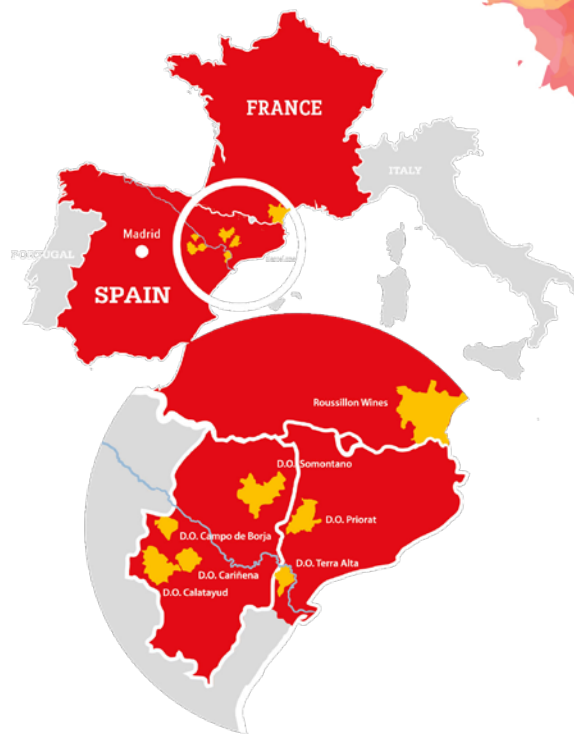 FRANCE
ITALY
Madrid
PORTUGAL
SPAIN
Roussillon Wines
D.O. Somontano
D.O. Priorat
D.O. Campo de Borja
D.O. Terra Alta
D.O. Cariñena
D.O. Calatayud